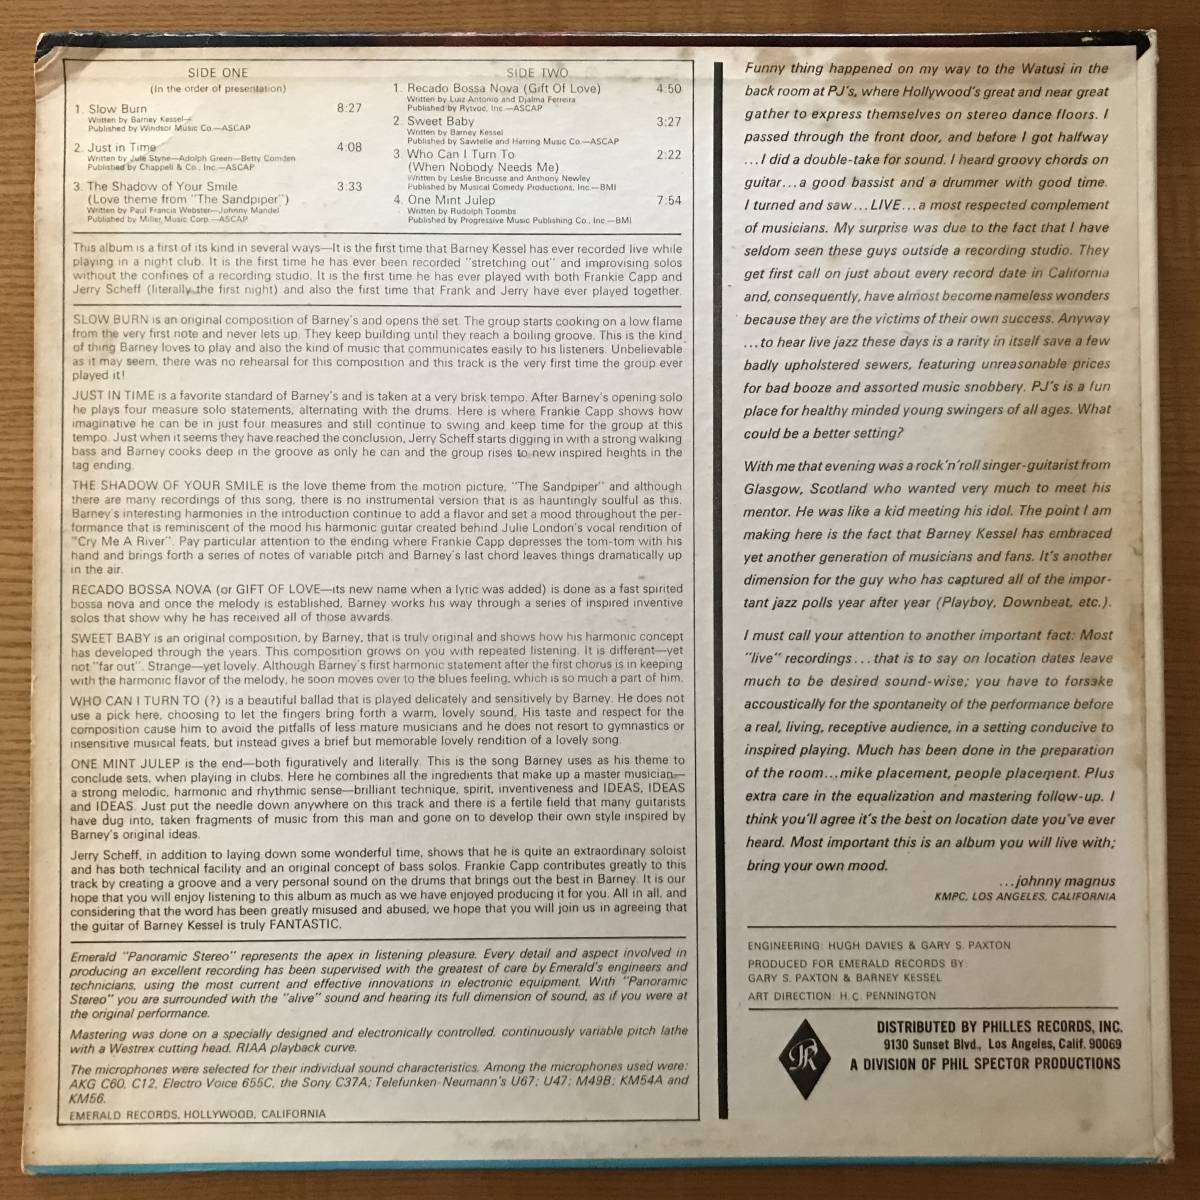 SIDE ONE
(In the order of presentation)
1. Slow Burn 8:27
Written by Barney Kessel—
Published by Windsor Music Co.—ASCAP
2. Just in Time 4:08
Written by Jule Styne—Adolph Green—Betty Comden
Published by Chappell & Co., Inc.—ASCAP
3. The Shadow of Your Smile 3:33
(Love theme from "The Sandpiper")
Written by Paul Francis Webster—Johnny Mandel
Published by Miller Music Corp.—ASCAP
SIDE TWO
1. Recado Bossa Nova (Gift Of Love) 4:50
Written by Luiz Antonio and Djalma Ferreira
Published by Rytvoc, Inc.—ASCAP
2. Sweet Baby 3:27
Written by Barney Kessel
Published by Sawtelle and Harring Music Co.—ASCAP
3. Who Can I Turn To 2:22
(When Nobody Needs Me)
Written by Leslie Bricusse and Anthony Newley
Published by Musical Comedy Productions, Inc.—BMI
4. One Mint Julep 7:54
Written by Rudolph Toombs
Published by Progressive Music Publishing Co., Inc.—BMI
This album is a first of its kind in several ways—It is the first time that Barney Kessel has ever recorded live while
playing in a night club. It is the first time he has ever been recorded "stretching out" and improvising solos
without the confines of a recording studio. It is the first time he has ever played with both Frankie Capp and
Jerry Scheff (literally the first night) and also the first time that Frank and Jerry have ever played together.
SLOW BURN is an original composition of Barney's and opens the set. The group starts cooking on a low flame
from the very first note and never lets up. They keep building until they reach a boiling groove. This is the kind
of thing Barney loves to play and also the kind of music that communicates easily to his listeners. Unbelievable
as it may seem, there was no rehearsal for this composition and this track is the very first time the group ever
played it!
JUST IN TIME is a favorite standard of Barney's and is taken at a very brisk tempo. After Barney's opening solo
he plays four measure solo statements, alternating with the drums. Here is where Frankie Capp shows how
imaginative he can be in just four measures and still continue to swing and keep time for the group at this
tempo. Just when it seems they have reached the conclusion, Jerry Scheff starts digging in with a strong walking
bass and Barney cooks deep in the groove as only he can and the group rises to new inspired heights in the
tag ending.
THE SHADOW OF YOUR SMILE is the love theme from the motion picture, "The Sandpiper" and although
there are many recordings of this song, there is no instrumental version that is as hauntingly soulful as this.
Barney's interesting harmonies in the introduction continue to add a flavor and set a mood throughout the per-
formance that is reminiscent of the mood his harmonic guitar created behind Julie London's vocal rendition of
"Cry Me A River". Pay particular attention to the ending where Frankie Capp depresses the tom-tom with his
hand and brings forth a series of notes of variable pitch and Barney's last chord leaves things dramatically up
in the air.
RECADO BOSSA NOVA (or GIFT OF LOVE—its new name when a lyric was added) is done as a fast spirited
bossa nova and once the melody is established, Barney works his way through a series of inspired inventive
solos that show why he has received all of those awards.
SWEET BABY is an original composition, by Barney, that is truly original and shows how his harmonic concept
has developed through the years. This composition grows on you with repeated listening. It is different—yet
not "far out". Strange—yet lovely. Although Barney's first harmonic statement after the first chorus is in keeping
with the harmonic flavor of the melody, he soon moves over to the blues feeling, which is so much a part of him.
WHO CAN I TURN TO (?) is a beautiful ballad that is played delicately and sensitively by Barney. He does not
use a pick here, choosing to let the fingers bring forth a warm, lovely sound. His taste and respect for the
composition cause him to avoid the pitfalls of less mature musicians and he does not resort to gymnastics or
insensitive musical feats, but instead gives a brief but memorable lovely rendition of a lovely song.
ONE MINT JULEP is the end—both figuratively and literally. This is the song Barney uses as his theme to
conclude sets, when playing in clubs. Here he combines all the ingredients that make up a master musician—
a strong melodic, harmonic and rhythmic sense—brilliant technique, spirit, inventiveness and IDEAS, IDEAS
and IDEAS. Just put the needle down anywhere on this track and there is a fertile field that many guitarists
have dug into, taken fragments of music from this man and gone on to develop their own style inspired by
Barney's original ideas.
Jerry Scheff, in addition to laying down some wonderful time, shows that he is quite an extraordinary soloist
and has both technical facility and an original concept of bass solos. Frankie Capp contributes greatly to this
track by creating a groove and a very personal sound on the drums that brings out the best in Barney. It is our
hope that you will enjoy listening to this album as much as we have enjoyed producing it for you. All in all, and
considering that the word has been greatly misused and abused, we hope that you will join us in agreeing that
the guitar of Barney Kessel is truly FANTASTIC.
Emerald "Panoramic Stereo" represents the apex in listening pleasure. Every detail and aspect involved in
producing an excellent recording has been supervised with the greatest of care by Emerald's engineers and
technicians, using the most current and effective innovations in electronic equipment. With "Panoramic
Stereo" you are surrounded with the "alive" sound and hearing its full dimension of sound, as if you were at
the original performance.
Mastering was done on a specially designed and electronically controlled, continuously variable pitch lathe
with a Westrex cutting head. RIAA playback curve.
The microphones were selected for their individual sound characteristics. Among the microphones used were:
AKG C60, C12, Electro Voice 655C, the Sony C37A; Telefunken-Neumann's U67; U47; M49B; KM54A and
KM56.
EMERALD RECORDS, HOLLYWOOD, CALIFORNIA
Funny thing happened on my way to the Watusi in the
back room at PJ's, where Hollywood's great and near great
gather to express themselves on stereo dance floors. I
passed through the front door, and before I got halfway
...I did a double-take for sound. I heard groovy chords on
guitar...a good bassist and a drummer with good time.
I turned and saw...LIVE...a most respected complement
of musicians. My surprise was due to the fact that I have
seldom seen these guys outside a recording studio. They
get first call on just about every record date in California
and, consequently, have almost become nameless wonders
because they are the victims of their own success. Anyway
...to hear live jazz these days is a rarity in itself save a few
badly upholstered sewers, featuring unreasonable prices
for bad booze and assorted music snobbery. PJ's is a fun
place for healthy minded young swingers of all ages. What
could be a better setting?
With me that evening was a rock'n'roll singer-guitarist from
Glasgow, Scotland who wanted very much to meet his
mentor. He was like a kid meeting his idol. The point I am
making here is the fact that Barney Kessel has embraced
yet another generation of musicians and fans. It's another
dimension for the guy who has captured all of the impor-
tant jazz polls year after year (Playboy, Downbeat, etc.).
I must call your attention to another important fact: Most
"live" recordings...that is to say on location dates leave
much to be desired sound-wise; you have to forsake
accoustically for the spontaneity of the performance before
a real, living, receptive audience, in a setting conducive to
inspired playing. Much has been done in the preparation
of the room...mike placement, people placement. Plus
extra care in the equalization and mastering follow-up. I
think you'll agree it's the best on location date you've ever
heard. Most important this is an album you will live with;
bring your own mood.
...johnny magnus
KMPC, LOS ANGELES, CALIFORNIA
ENGINEERING: HUGH DAVIES & GARY S. PAXTON
PRODUCED FOR EMERALD RECORDS BY:
GARY S. PAXTON & BARNEY KESSEL
ART DIRECTION: H.C. PENNINGTON
PR
DISTRIBUTED BY PHILLES RECORDS, INC.
9130 Sunset Blvd., Los Angeles, Calif. 90069
A DIVISION OF PHIL SPECTOR PRODUCTIONS